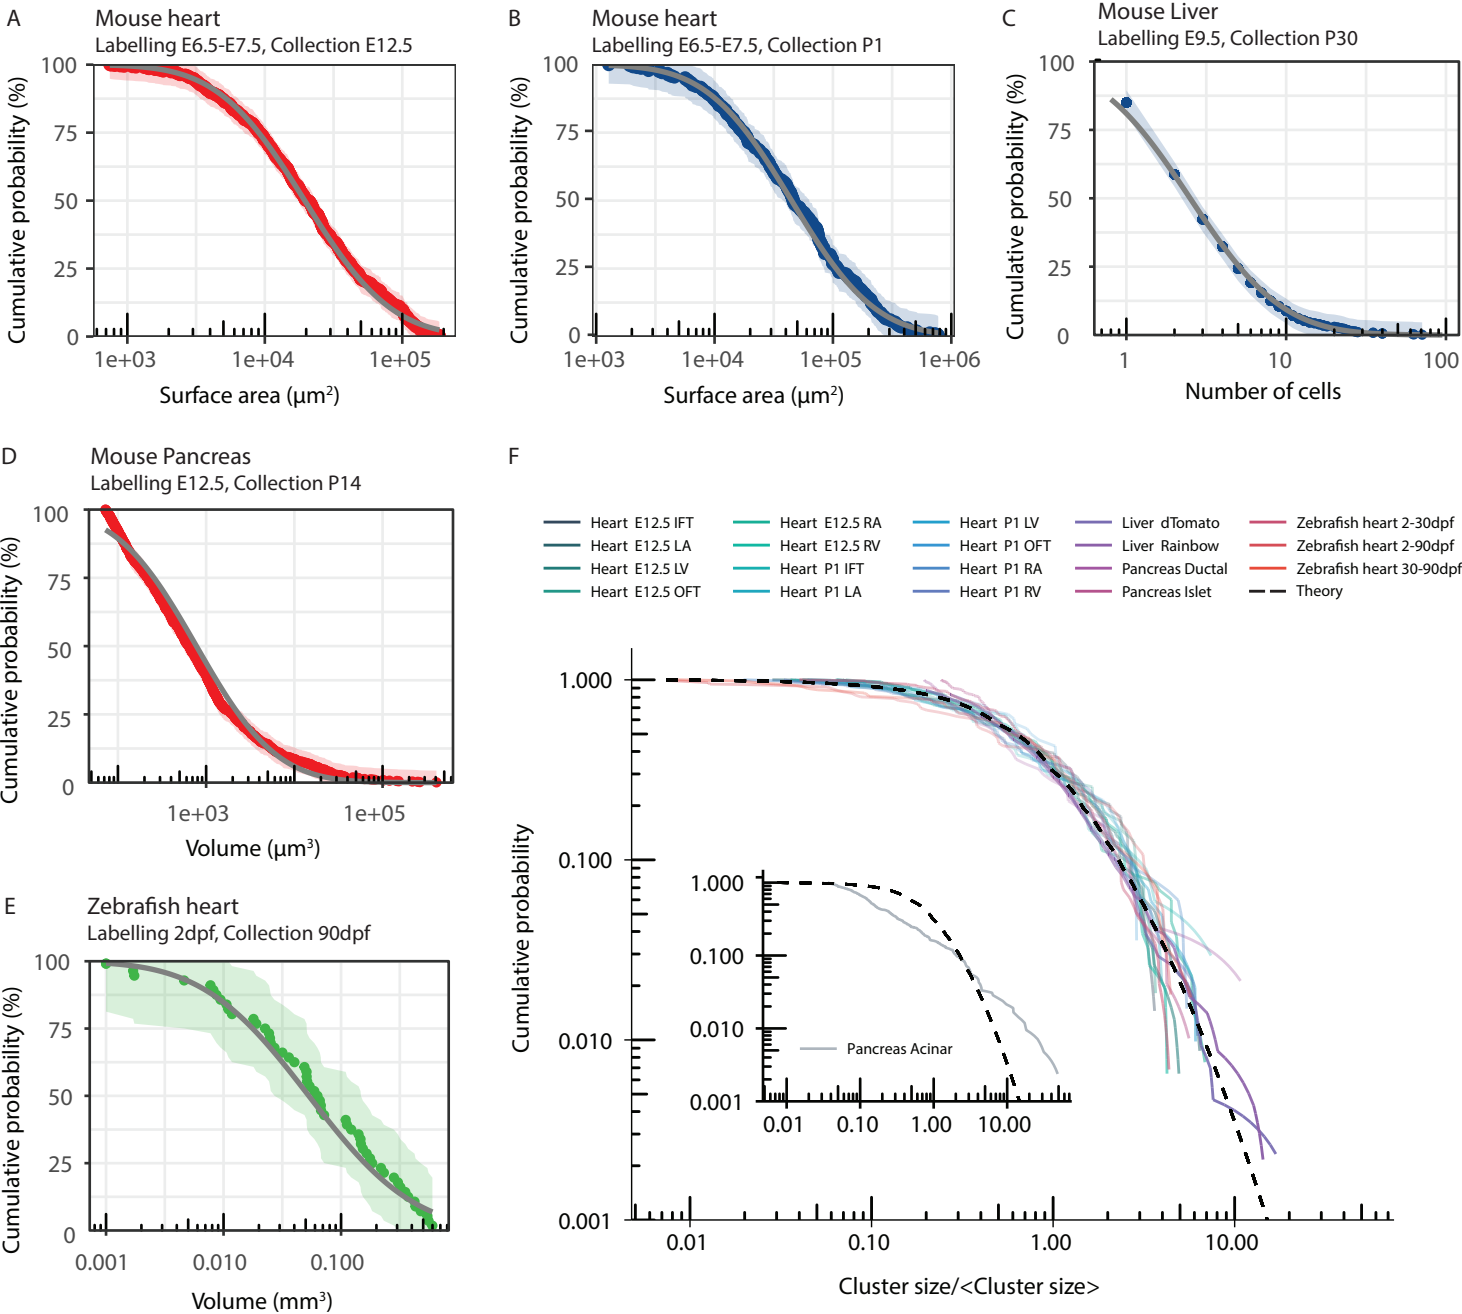 A
Mouse heart
Labelling E6.5-E7.5, Collection E12.5
Cumulative probability (%)
100
75
50
25
0
1e+03 1e+04 1e+05
Surface area (µm²)
B
Mouse heart
Labelling E6.5-E7.5, Collection P1
Cumulative probability (%)
100
75
50
25
0
1e+03 1e+04 1e+05 1e+06
Surface area (µm²)
C
Mouse Liver
Labelling E9.5, Collection P30
Cumulative probability (%)
100
75
50
25
0
1 10 100
Number of cells
D
Mouse Pancreas
Labelling E12.5, Collection P14
Cumulative probability (%)
100
75
50
25
0
1e+03 1e+05
Volume (µm³)
E
Zebrafish heart
Labelling 2dpf, Collection 90dpf
Cumulative probability (%)
100
75
50
25
0
0.001 0.010 0.100
Volume (mm³)
F
Heart E12.5 IFT
Heart E12.5 LA
Heart E12.5 LV
Heart E12.5 OFT
Heart E12.5 RA
Heart E12.5 RV
Heart P1 IFT
Heart P1 LA
Heart P1 LV
Heart P1 OFT
Heart P1 RA
Heart P1 RV
Liver dTomato
Liver Rainbow
Pancreas Ductal
Pancreas Islet
Zebrafish heart 2-30dpf
Zebrafish heart 2-90dpf
Zebrafish heart 30-90dpf
Theory
Cumulative probability
1.000
0.100
0.010
0.001
0.01 0.10 1.00 10.00
Cluster size/<Cluster size>
1.000
0.100
0.010
0.001
Pancreas Acinar
0.01 0.10 1.00 10.00